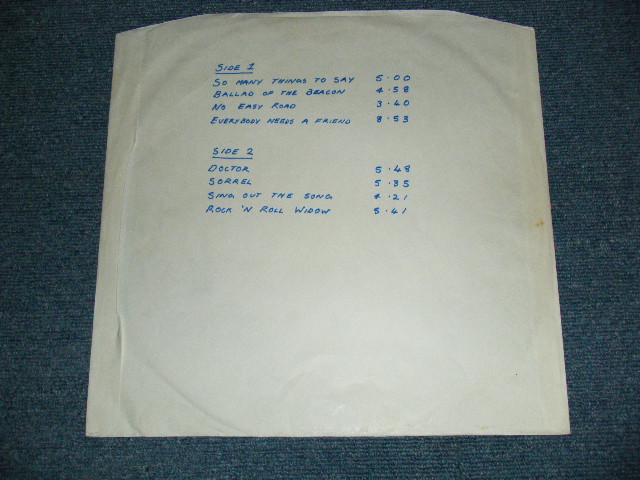 SIDE 1
SO MANY THINGS TO SAY 5.00
BALLAD OF THE BEACON 4.58
NO EASY ROAD 3.40
EVERYBODY NEEDS A FRIEND 8.53
SIDE 2
DOCTOR 5.48
SORREL 5.35
SING OUT THE SONG 4.21
ROCK 'N ROLL WIDOW 5.41